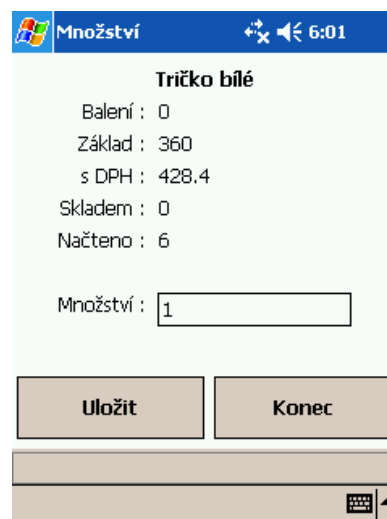 Množství 6:01
Tričko bílé
Balení : 0
Základ : 360
s DPH : 428.4
Skladem : 0
Načteno : 6
Množství : 1
Uložit Konec